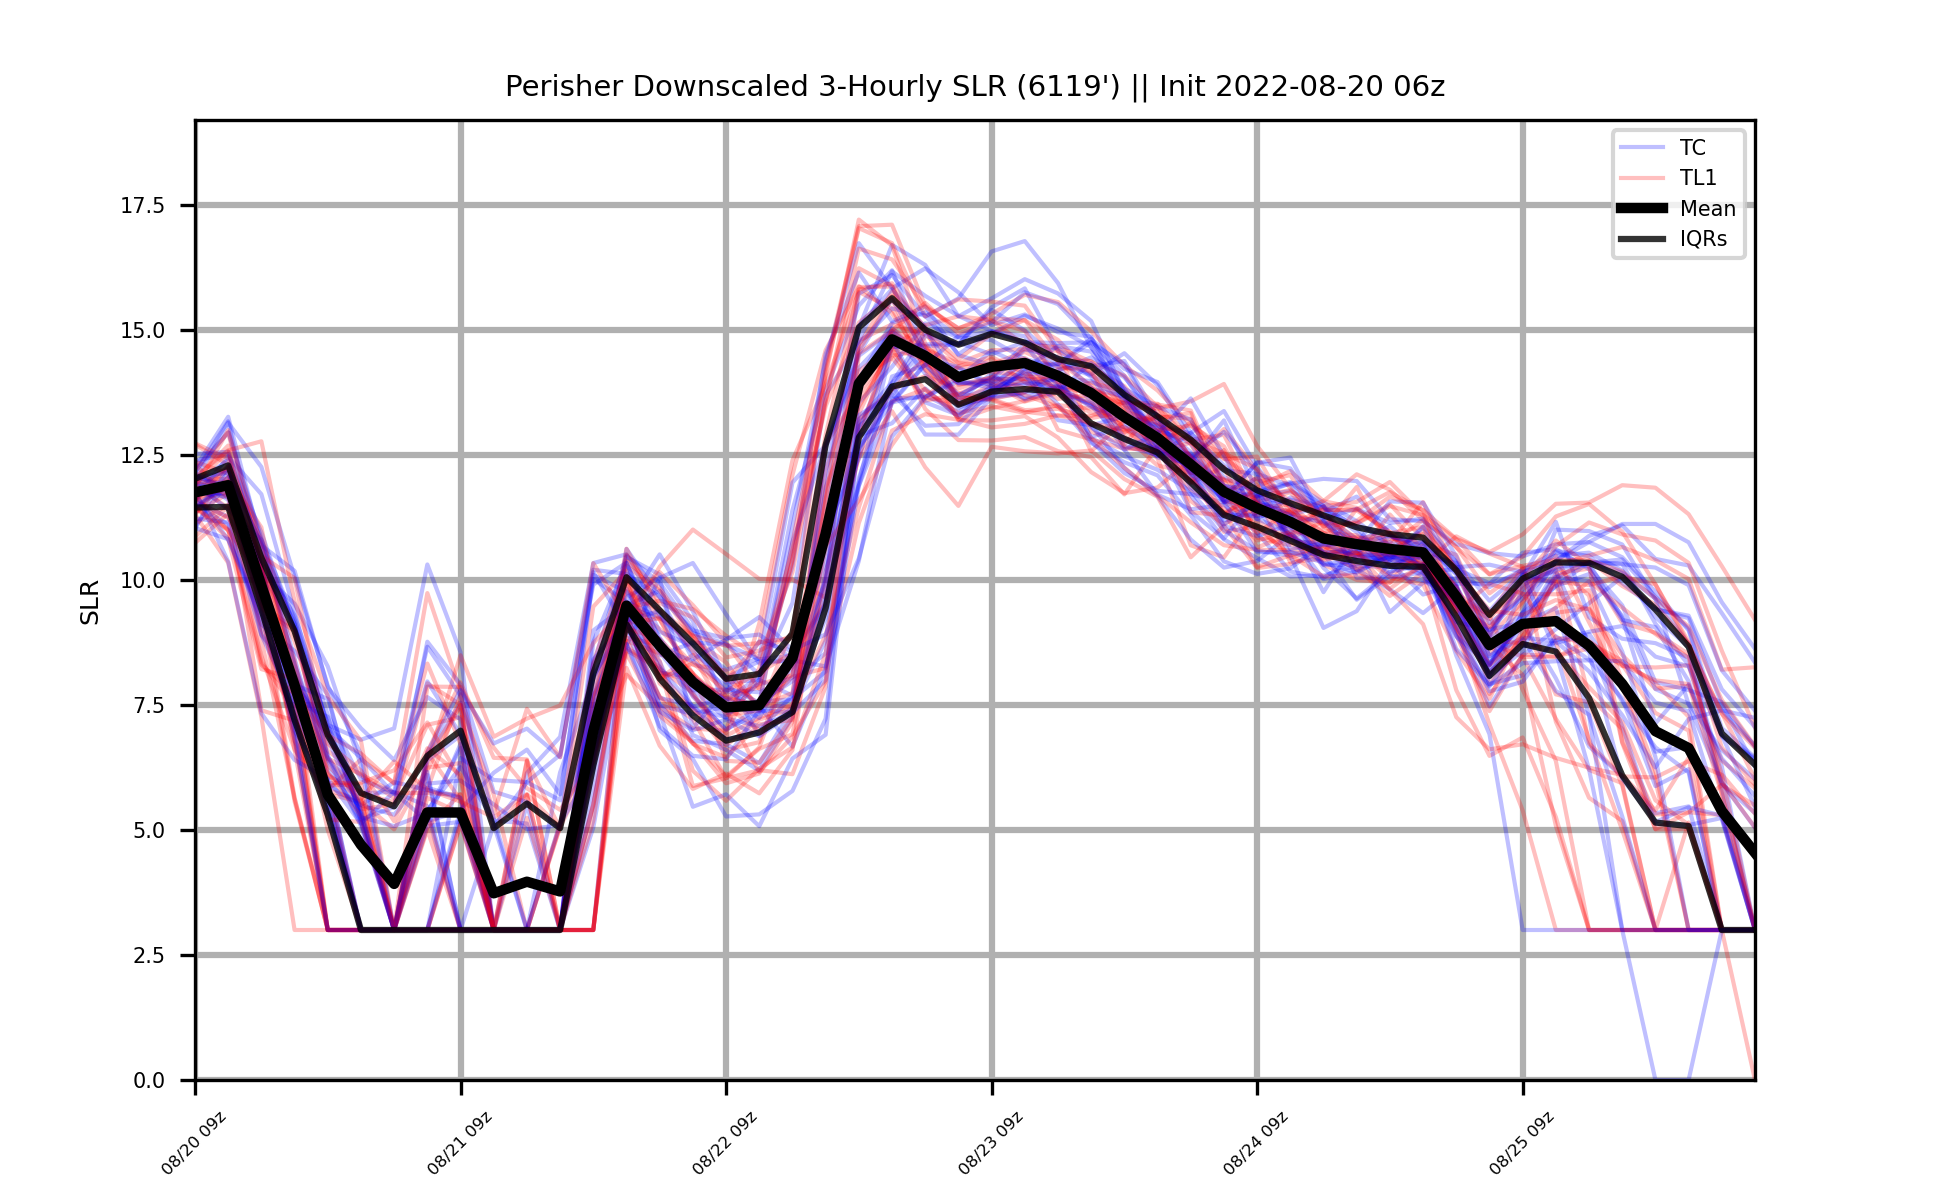 Perisher Downscaled 3-Hourly SLR (6119') || Init 2022-08-20 06z
TC
TL1
Mean
IQRs
SLR
17.5
15.0
12.5
10.0
7.5
5.0
2.5
0.0
08/20 09z
08/21 09z
08/22 09z
08/23 09z
08/24 09z
08/25 09z